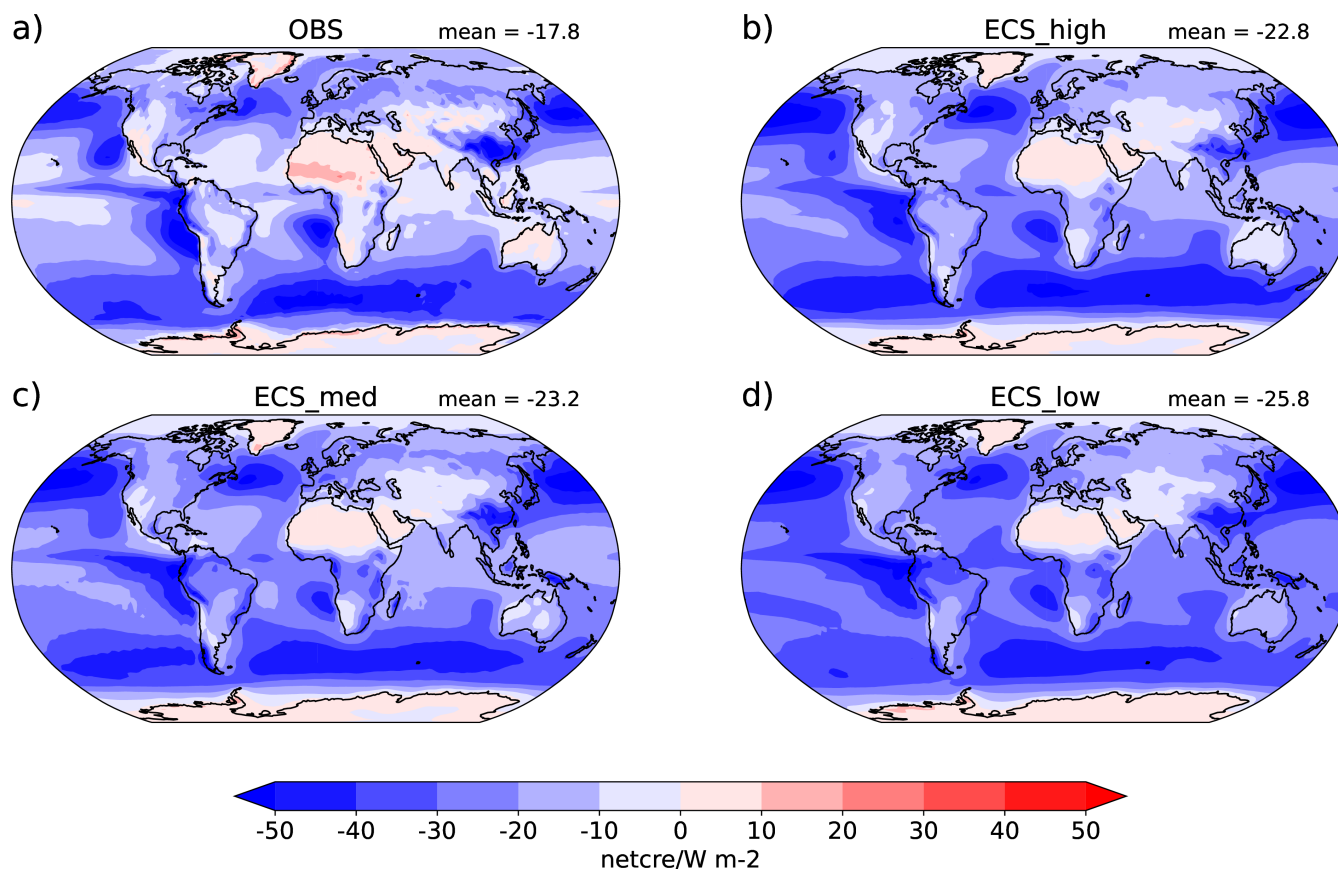 a) OBS mean = -17.8
b) ECS_high mean = -22.8
c) ECS_med mean = -23.2
d) ECS_low mean = -25.8
-50 -40 -30 -20 -10 0 10 20 30 40 50
netcre/W m-2